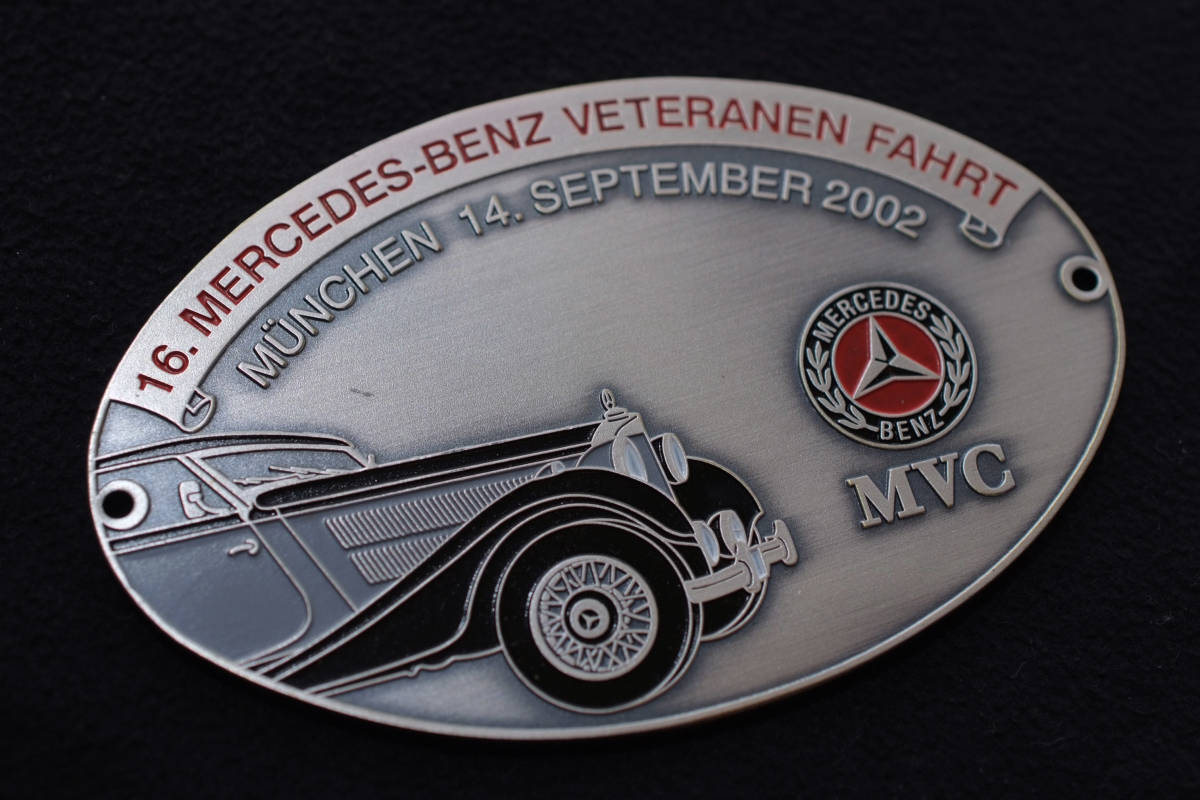 16. MERCEDES-BENZ VETERANEN FAHRT
MÜNCHEN 14. SEPTEMBER 2002
MERCEDES
BENZ
MVC